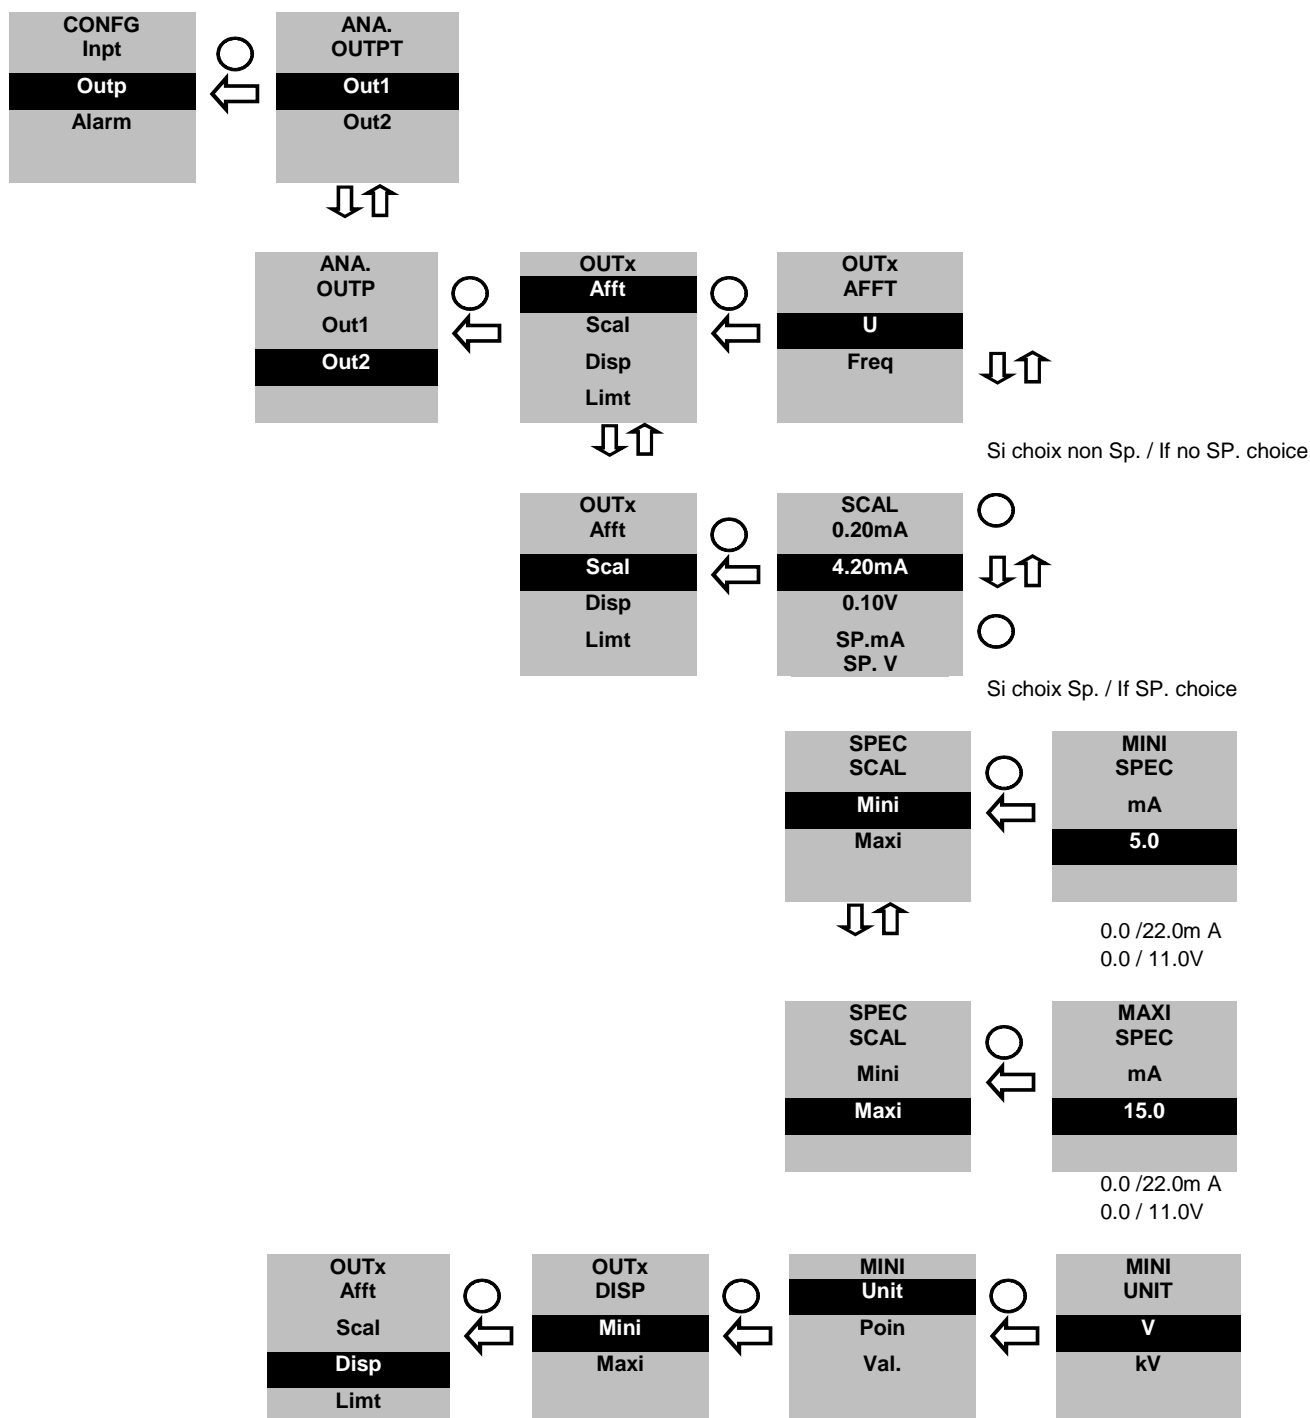 CONFG
Inpt
Outp
Alarm
ANA.
OUTPT
Out1
Out2
ANA.
OUTP
Out1
Out2
OUTx
Afft
Scal
Disp
Limt
OUTx
AFFT
U
Freq
Si choix non Sp. / If no SP. choice
OUTx
Afft
Scal
Disp
Limt
SCAL
0.20mA
4.20mA
0.10V
SP.mA
SP. V
Si choix Sp. / If SP. choice
SPEC
SCAL
Mini
Maxi
MINI
SPEC
mA
5.0
0.0 /22.0m A
0.0 / 11.0V
SPEC
SCAL
Mini
Maxi
MAXI
SPEC
mA
15.0
0.0 /22.0m A
0.0 / 11.0V
OUTx
Afft
Scal
Disp
Limt
OUTx
DISP
Mini
Maxi
MINI
Unit
Poin
Val.
MINI
UNIT
V
kV